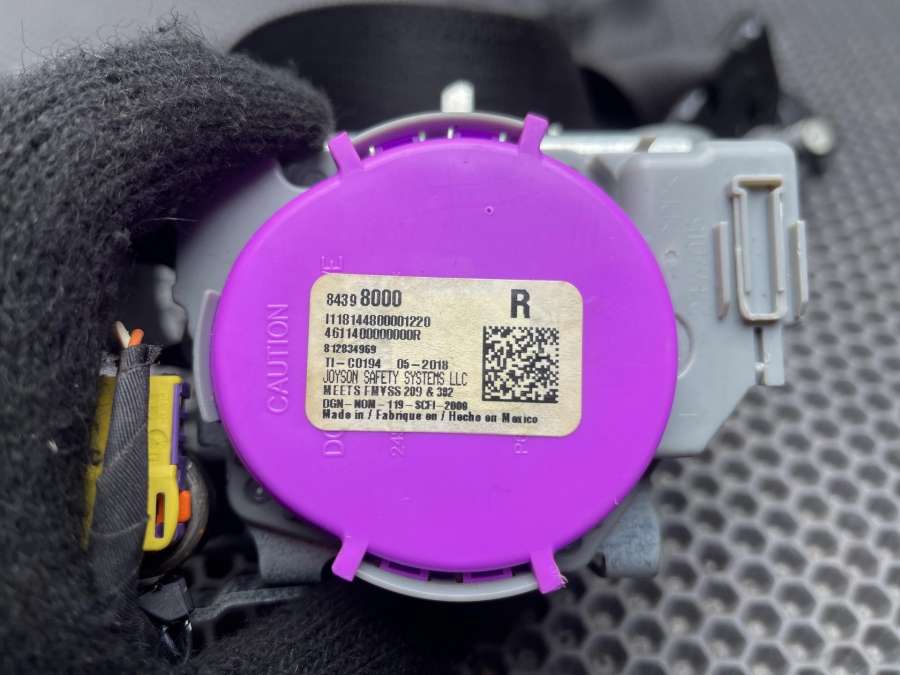 8439 8000
R
I118144800001220
4611400000000R
812834969
TI-C0194 05-2018
JOYSON SAFETY SYSTEMS LLC
MEETS FMVSS 209 & 302
DGN-NOM-119-SCFI-2000
Made in / Fabrique en / Hecho en Mexico
CAUTION